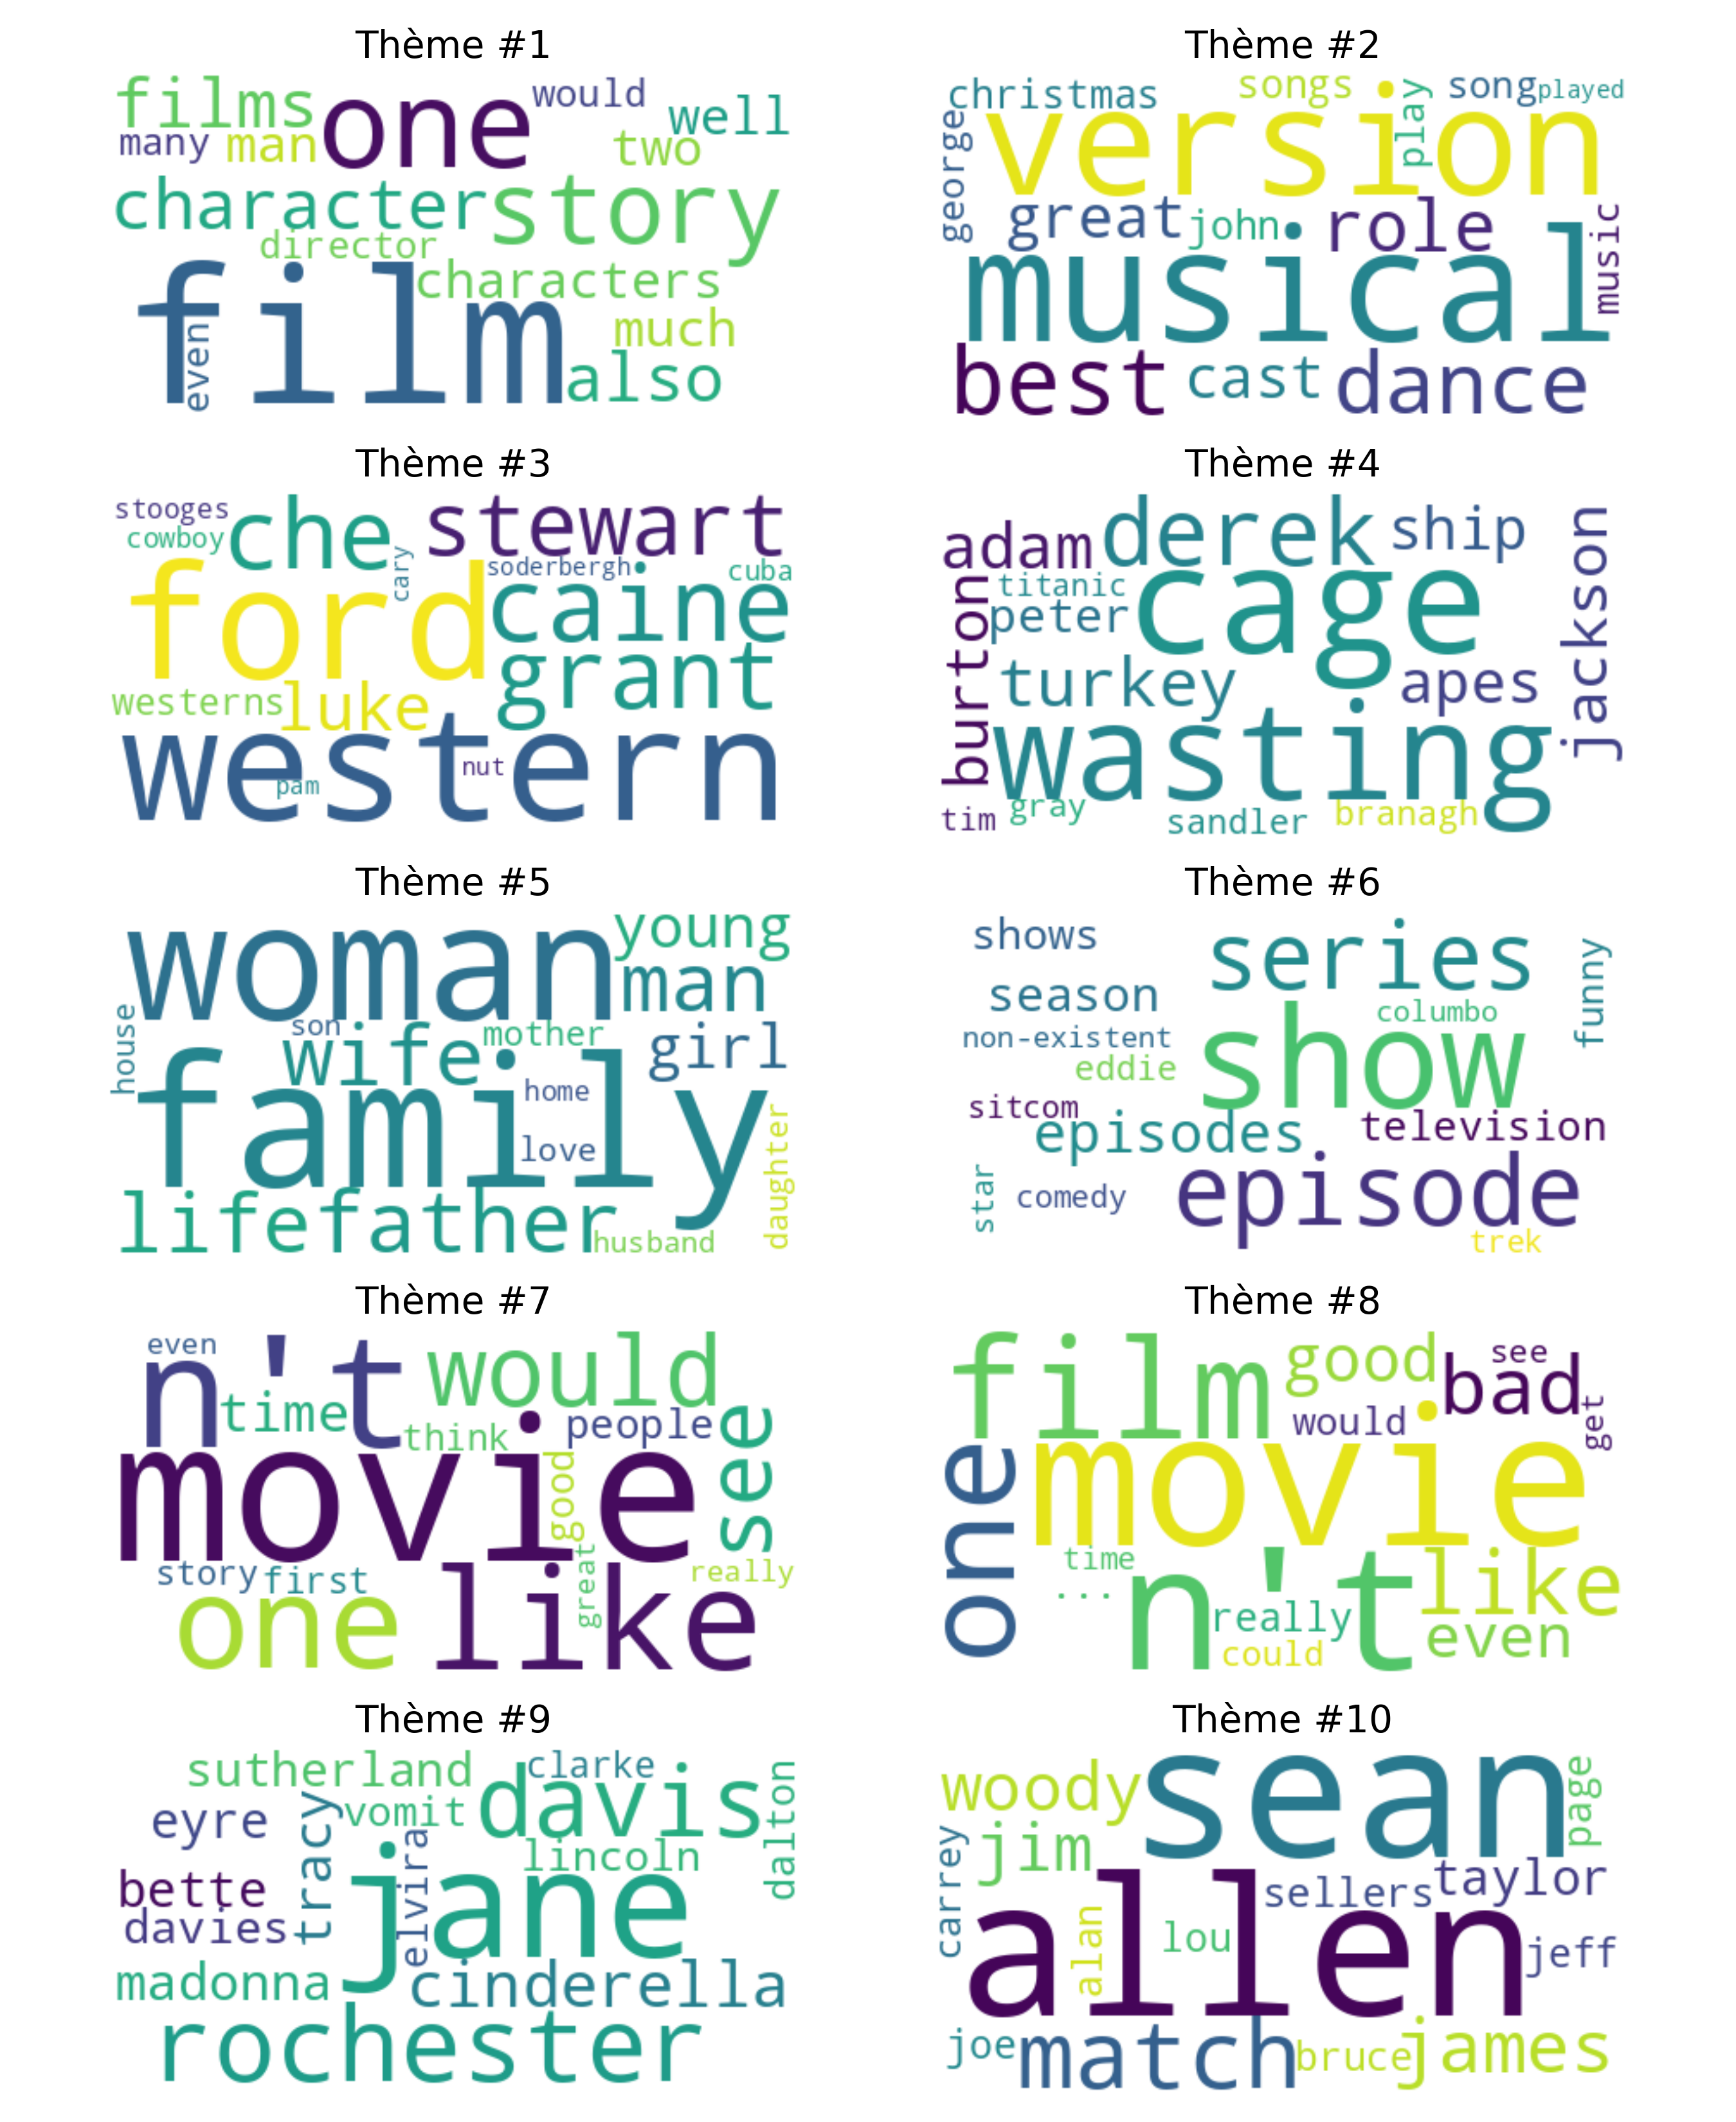 Thème #1
films
one
would
well
many
man
two
character
story
director
characters
film
even
much
also
Thème #2
christmas
songs
play
song
played
george
version
great
john
role
music
musical
best
cast
dance
Thème #3
stooges
cowboy
che
stewart
cary
soderbergh
cuba
ford
caine
grant
westerns
luke
western
nut
pam
Thème #4
adam
derek
ship
jackson
titanic
peter
cage
burton
turkey
apes
wasting
tim
gray
sandler
branagh
Thème #5
woman
young
man
house
son
wife
mother
girl
family
home
love
daughter
life
father
husband
Thème #6
shows
series
funny
season
columbo
non-existent
show
eddie
sitcom
episodes
television
star
comedy
episode
trek
Thème #7
even
n't
would
time
think
people
see
movie
good
story
first
great
really
one
like
Thème #8
film
good
see
bad
would
get
one
movie
time
...
n't
really
like
could
even
Thème #9
sutherland
clarke
davis
dalton
eyre
tracy
vomit
elvira
lincoln
bette
jane
davies
madonna
cinderella
rochester
Thème #10
woody
sean
page
carrey
jim
sellers
taylor
allen
alan
lou
jeff
joe
match
bruce
james